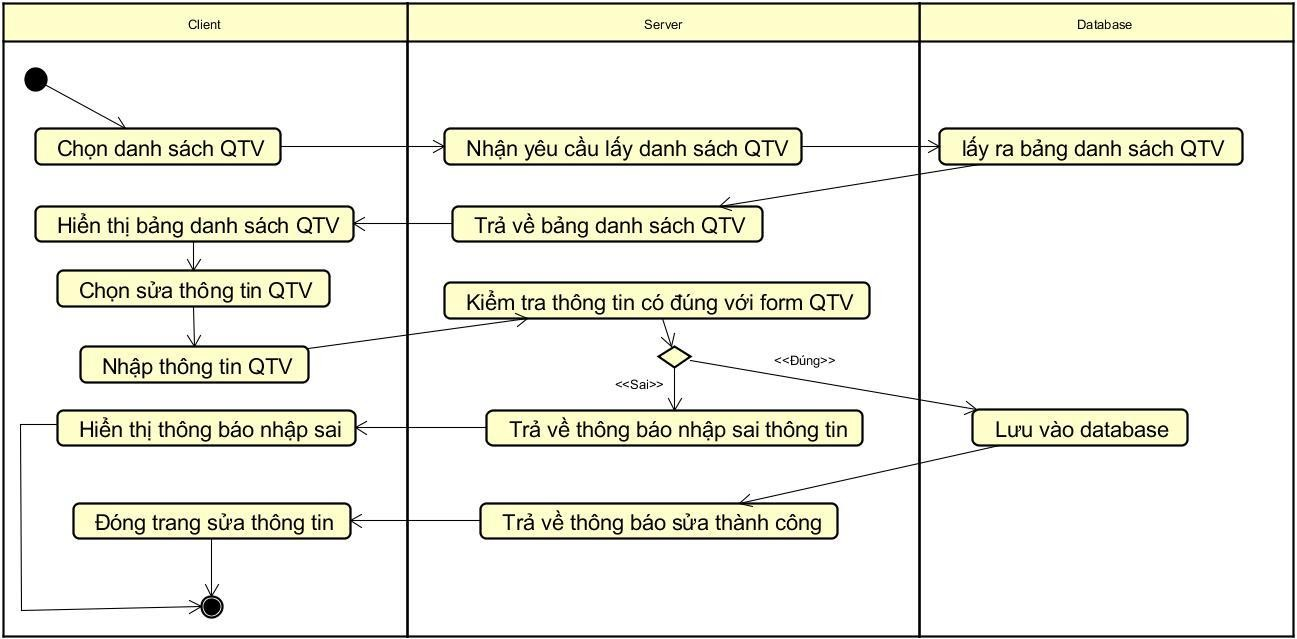 Client
Server
Database
Chọn danh sách QTV
Nhận yêu cầu lấy danh sách QTV
lấy ra bảng danh sách QTV
Hiển thị bảng danh sách QTV
Trả về bảng danh sách QTV
Chọn sửa thông tin QTV
Kiểm tra thông tin có đúng với form QTV
Nhập thông tin QTV
<<Đúng>>
<<Sai>>
Hiển thị thông báo nhập sai
Trả về thông báo nhập sai thông tin
Lưu vào database
Đóng trang sửa thông tin
Trả về thông báo sửa thành công